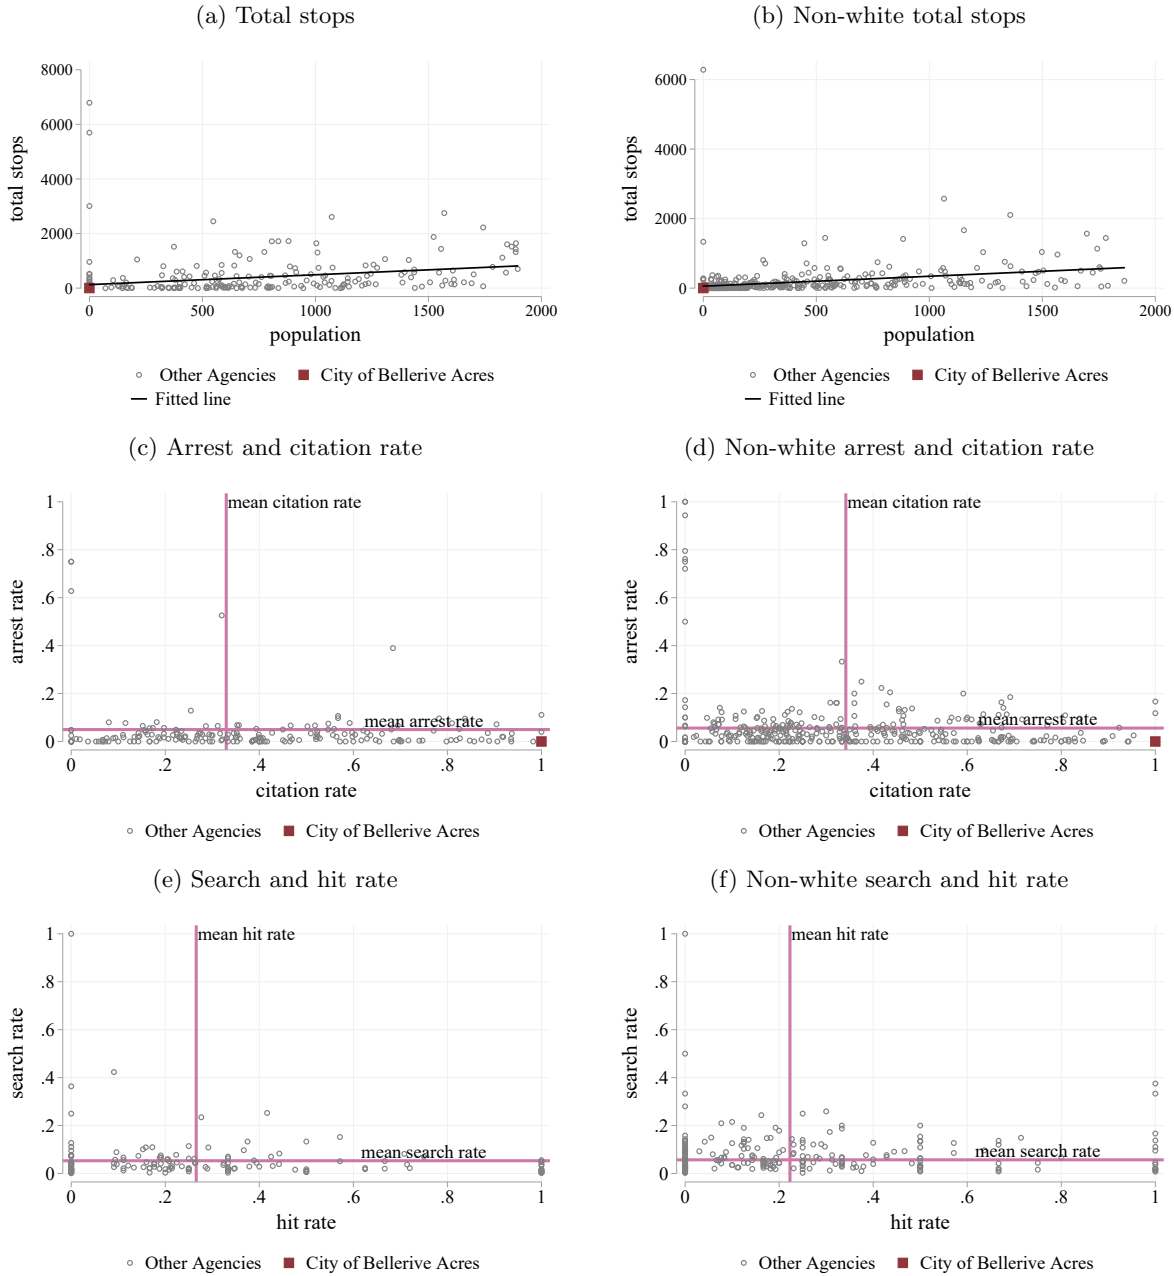 (a) Total stops
8000
6000
4000
2000
0
total stops
0 500 1000 1500 2000
population
Other Agencies City of Bellerive Acres
Fitted line
(b) Non-white total stops
6000
4000
2000
0
total stops
0 500 1000 1500 2000
population
Other Agencies City of Bellerive Acres
Fitted line
(c) Arrest and citation rate
1
.8
.6
.4
.2
0
arrest rate
mean citation rate
mean arrest rate
0 .2 .4 .6 .8 1
citation rate
Other Agencies City of Bellerive Acres
(d) Non-white arrest and citation rate
1
.8
.6
.4
.2
0
arrest rate
mean citation rate
mean arrest rate
0 .2 .4 .6 .8 1
citation rate
Other Agencies City of Bellerive Acres
(e) Search and hit rate
1
.8
.6
.4
.2
0
search rate
mean hit rate
mean search rate
0 .2 .4 .6 .8 1
hit rate
Other Agencies City of Bellerive Acres
(f) Non-white search and hit rate
1
.8
.6
.4
.2
0
search rate
mean hit rate
mean search rate
0 .2 .4 .6 .8 1
hit rate
Other Agencies City of Bellerive Acres